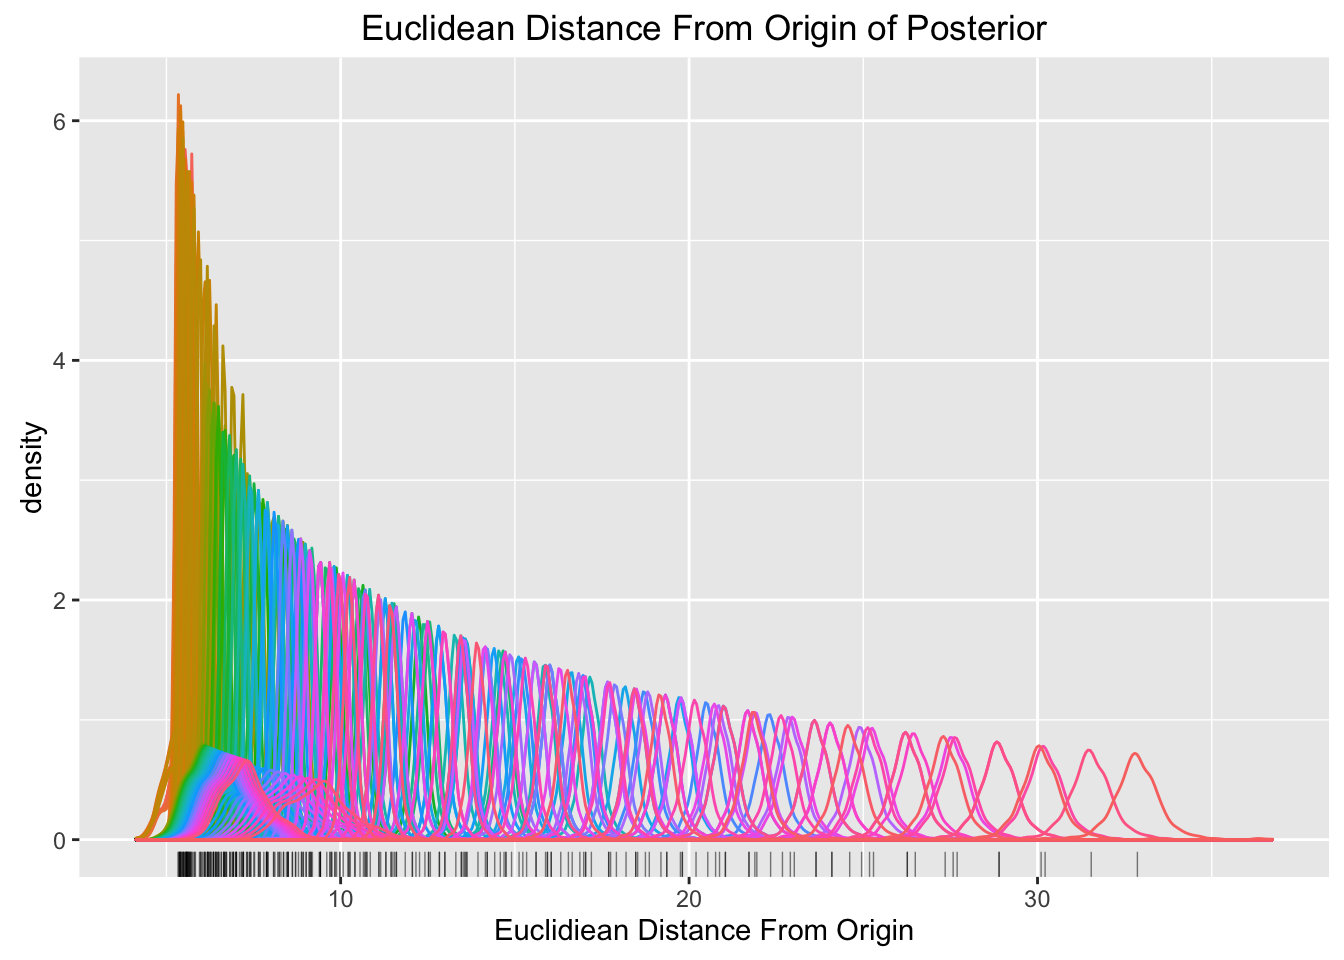 Euclidean Distance From Origin of Posterior
6
4
2
0
density
10 20 30
Euclidiean Distance From Origin